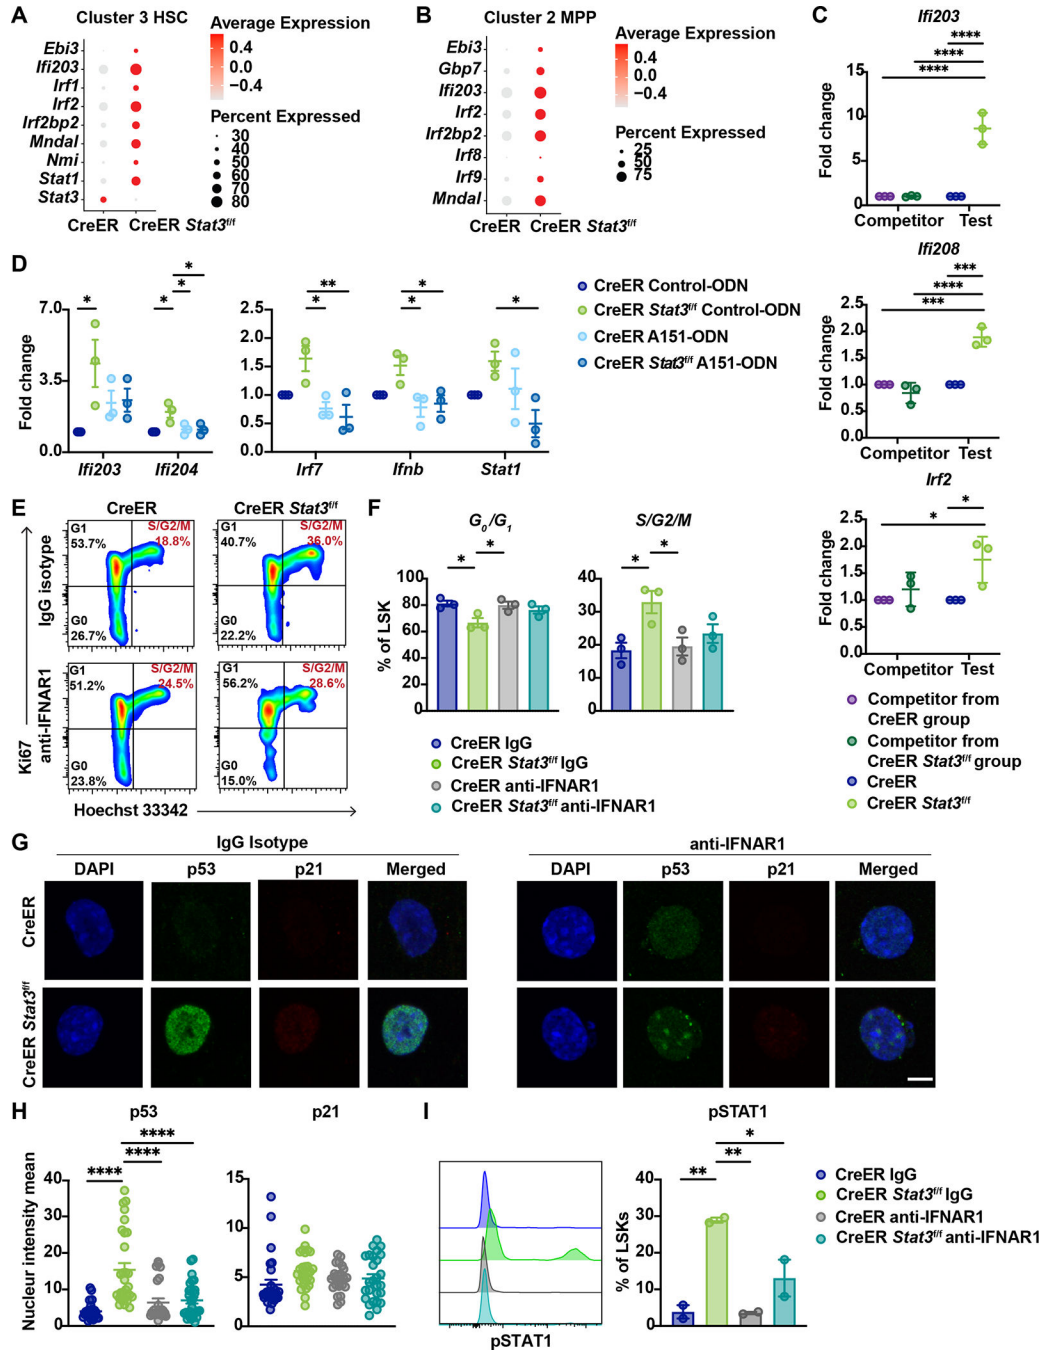 A
Cluster 3 HSC
Ebi3
Ifi203
Irf1
Irf2
Irf2bp2
Mndal
Nmi
Stat1
Stat3
CreER
CreER Stat3f/f
Average Expression
0.4
0.0
−0.4
Percent Expressed
30
40
50
60
70
80
B
Cluster 2 MPP
Ebi3
Gbp7
Ifi203
Irf2
Irf2bp2
Irf8
Irf9
Mndal
CreER
CreER Stat3f/f
Average Expression
0.4
0.0
−0.4
Percent Expressed
25
50
75
C
Ifi203
****
****
****
Fold change
15
10
5
0
Competitor
Test
Ifi208
***
****
***
Fold change
2.5
2.0
1.5
1.0
0.5
0.0
Competitor
Test
Irf2
*
*
Fold change
2.5
2.0
1.5
1.0
0.5
0.0
Competitor
Test
Competitor from
CreER group
Competitor from
CreER Stat3f/f group
CreER
CreER Stat3f/f
D
Fold change
7.0
3.5
0.0
*
*
*
*
Ifi203
Ifi204
2.5
2.0
1.5
1.0
0.5
0.0
**
*
*
*
*
Irf7
Ifnb
Stat1
CreER Control-ODN
CreER Stat3f/f Control-ODN
CreER A151-ODN
CreER Stat3f/f A151-ODN
E
CreER
CreER Stat3f/f
IgG isotype
G1
53.7%
S/G2/M
18.8%
G0
26.7%
G1
40.7%
S/G2/M
36.0%
G0
22.2%
anti-IFNAR1
G1
51.2%
S/G2/M
24.5%
G0
23.8%
G1
56.2%
S/G2/M
28.6%
G0
15.0%
Ki67
Hoechst 33342
F
G0/G1
*
*
% of LSK
100
80
60
40
20
0
S/G2/M
*
*
40
30
20
10
0
CreER IgG
CreER Stat3f/f IgG
CreER anti-IFNAR1
CreER Stat3f/f anti-IFNAR1
G
IgG Isotype
anti-IFNAR1
DAPI
p53
p21
Merged
DAPI
p53
p21
Merged
CreER
CreER Stat3f/f
H
p53
****
****
****
Nuclear intensity mean
40
30
20
10
0
p21
15
10
5
0
I
pSTAT1
pSTAT1
*
**
**
% of LSKs
40
30
20
10
0
CreER IgG
CreER Stat3f/f IgG
CreER anti-IFNAR1
CreER Stat3f/f anti-IFNAR1